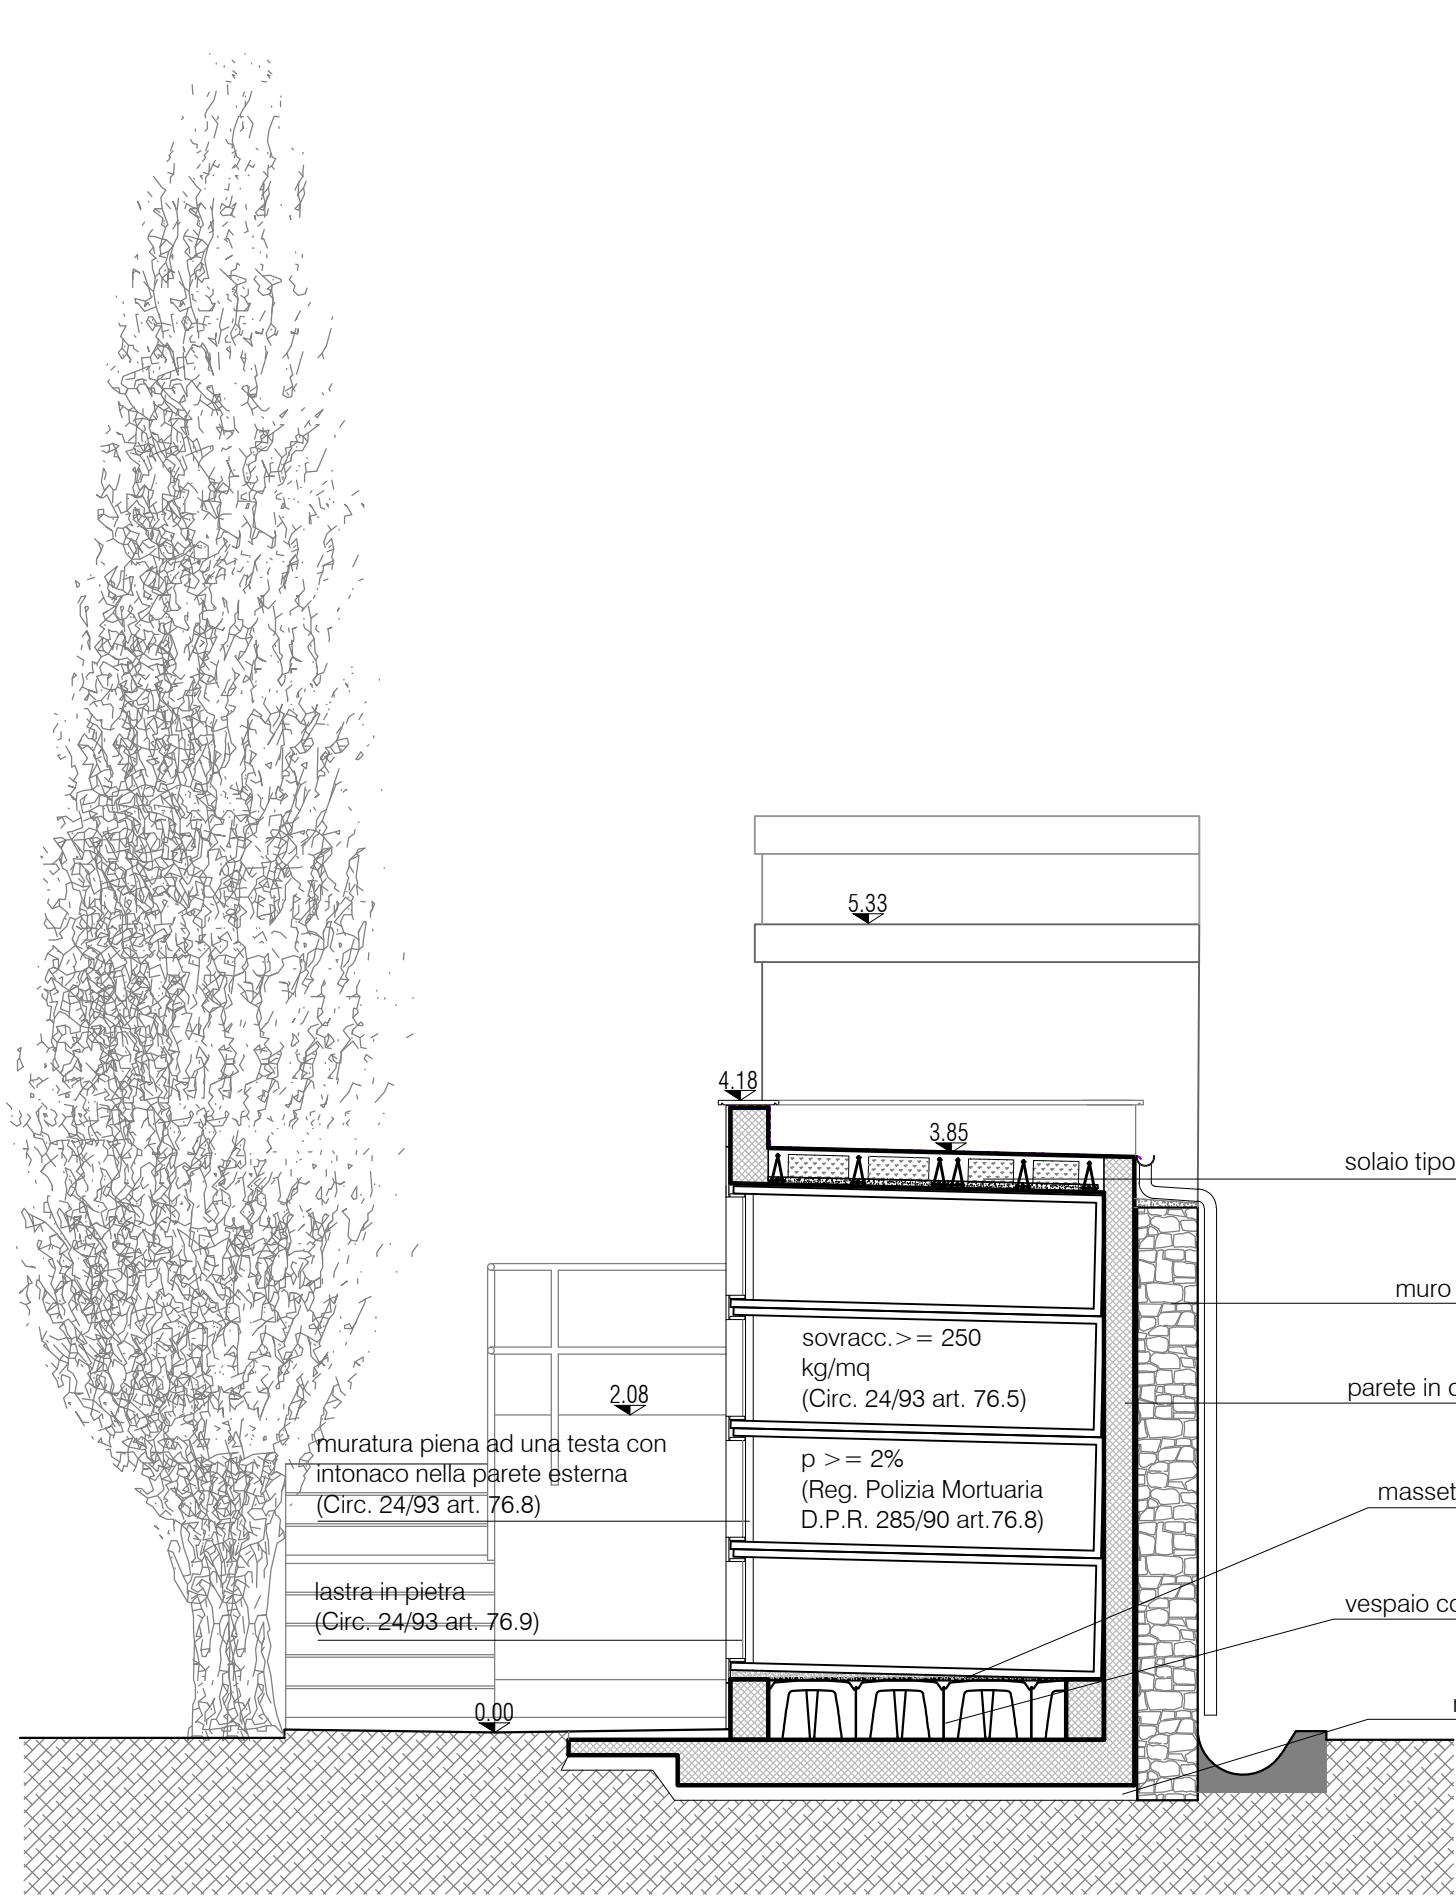 5.33
4.18
3.85
solaio tipo
muro
sovracc.>= 250
kg/mq
(Circ. 24/93 art. 76.5)
parete in c
2.08
muratura piena ad una testa con
intonaco nella parete esterna
(Circ. 24/93 art. 76.8)
p >= 2%
(Reg. Polizia Mortuaria
D.P.R. 285/90 art.76.8)
masset
lastra in pietra
(Circ. 24/93 art. 76.9)
vespaio co
0.00